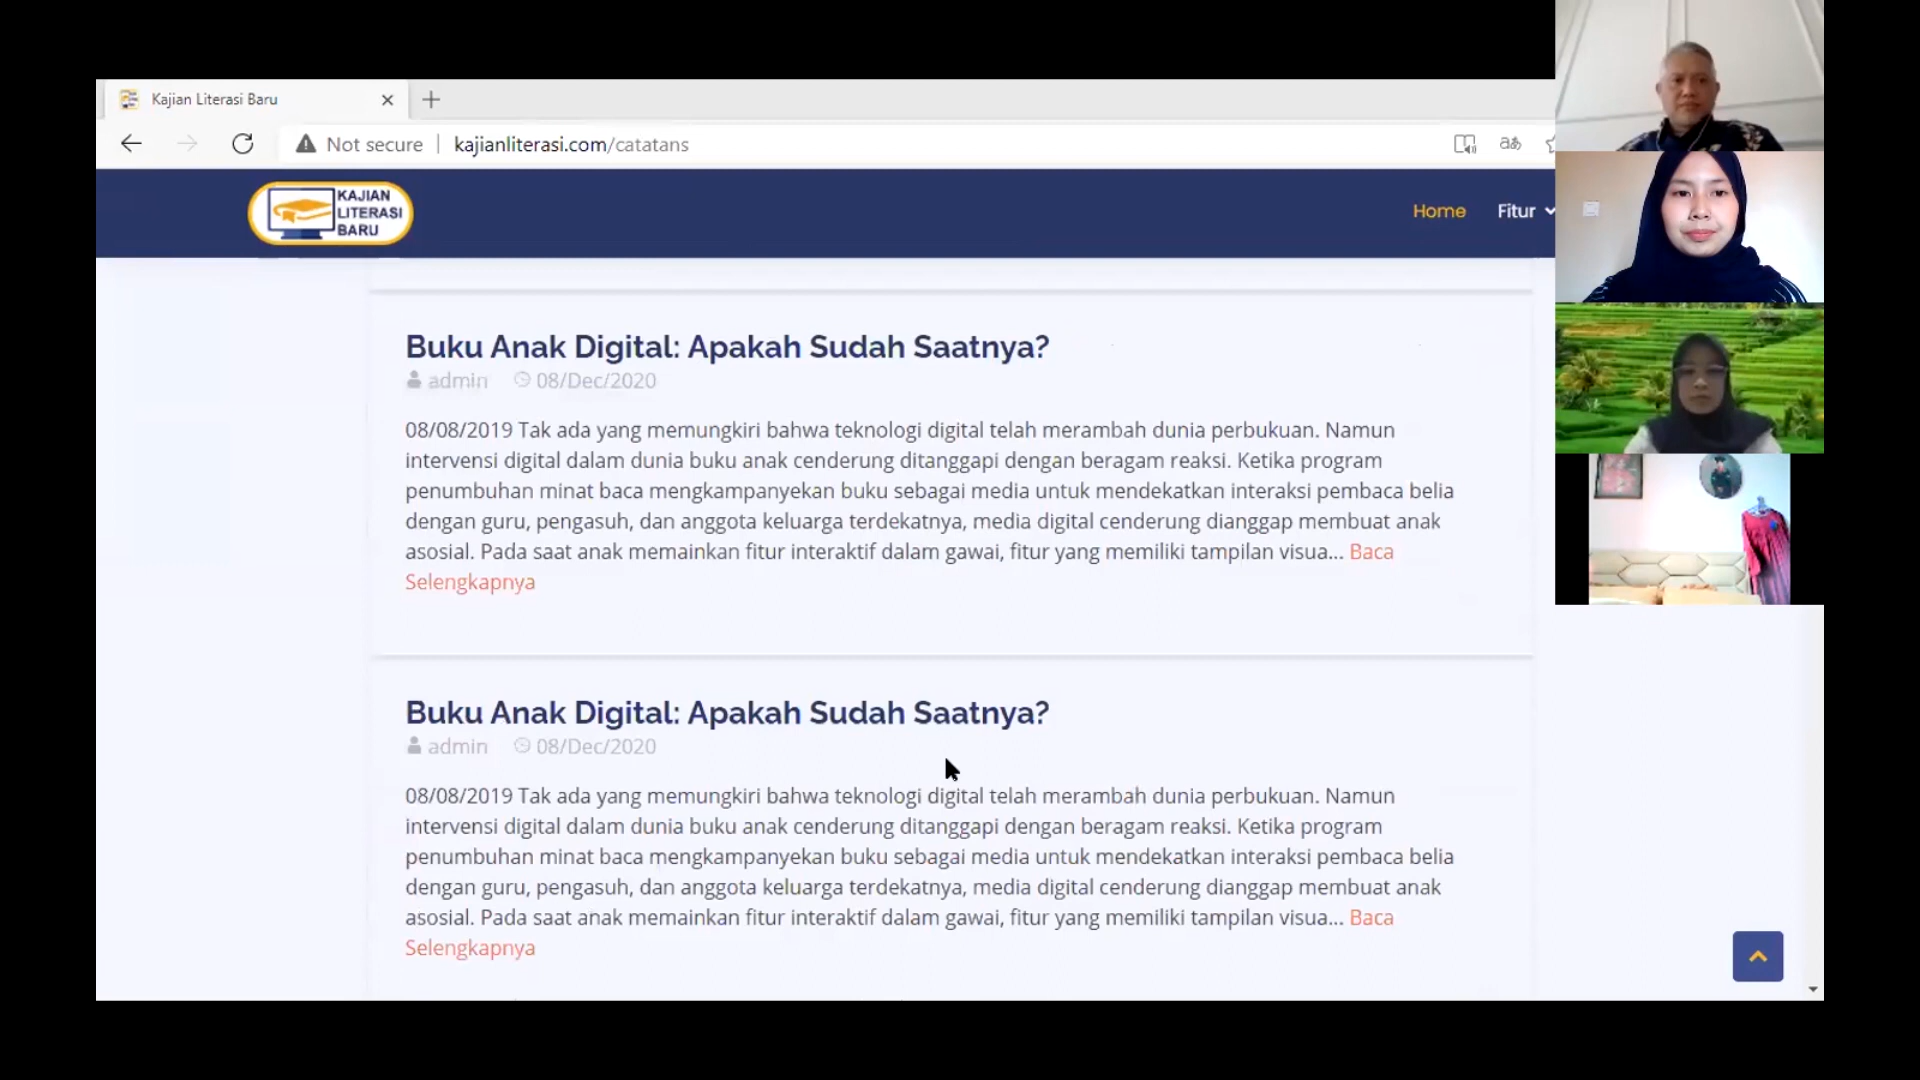 Kajian Literasi Baru
Not secure
kajianliterasi.com/catatans
KAJIAN
LITERASI
BARU
Home
Fitur
Buku Anak Digital: Apakah Sudah Saatnya?
admin 08/Dec/2020
08/08/2019 Tak ada yang memungkiri bahwa teknologi digital telah merambah dunia perbukuan. Namun
intervensi digital dalam dunia buku anak cenderung ditanggapi dengan beragam reaksi. Ketika program
penumbuhan minat baca mengkampanyekan buku sebagai media untuk mendekatkan interaksi pembaca belia
dengan guru, pengasuh, dan anggota keluarga terdekatnya, media digital cenderung dianggap membuat anak
asosial. Pada saat anak memainkan fitur interaktif dalam gawai, fitur yang memiliki tampilan visua... Baca
Selengkapnya
Buku Anak Digital: Apakah Sudah Saatnya?
admin 08/Dec/2020
08/08/2019 Tak ada yang memungkiri bahwa teknologi digital telah merambah dunia perbukuan. Namun
intervensi digital dalam dunia buku anak cenderung ditanggapi dengan beragam reaksi. Ketika program
penumbuhan minat baca mengkampanyekan buku sebagai media untuk mendekatkan interaksi pembaca belia
dengan guru, pengasuh, dan anggota keluarga terdekatnya, media digital cenderung dianggap membuat anak
asosial. Pada saat anak memainkan fitur interaktif dalam gawai, fitur yang memiliki tampilan visua... Baca
Selengkapnya